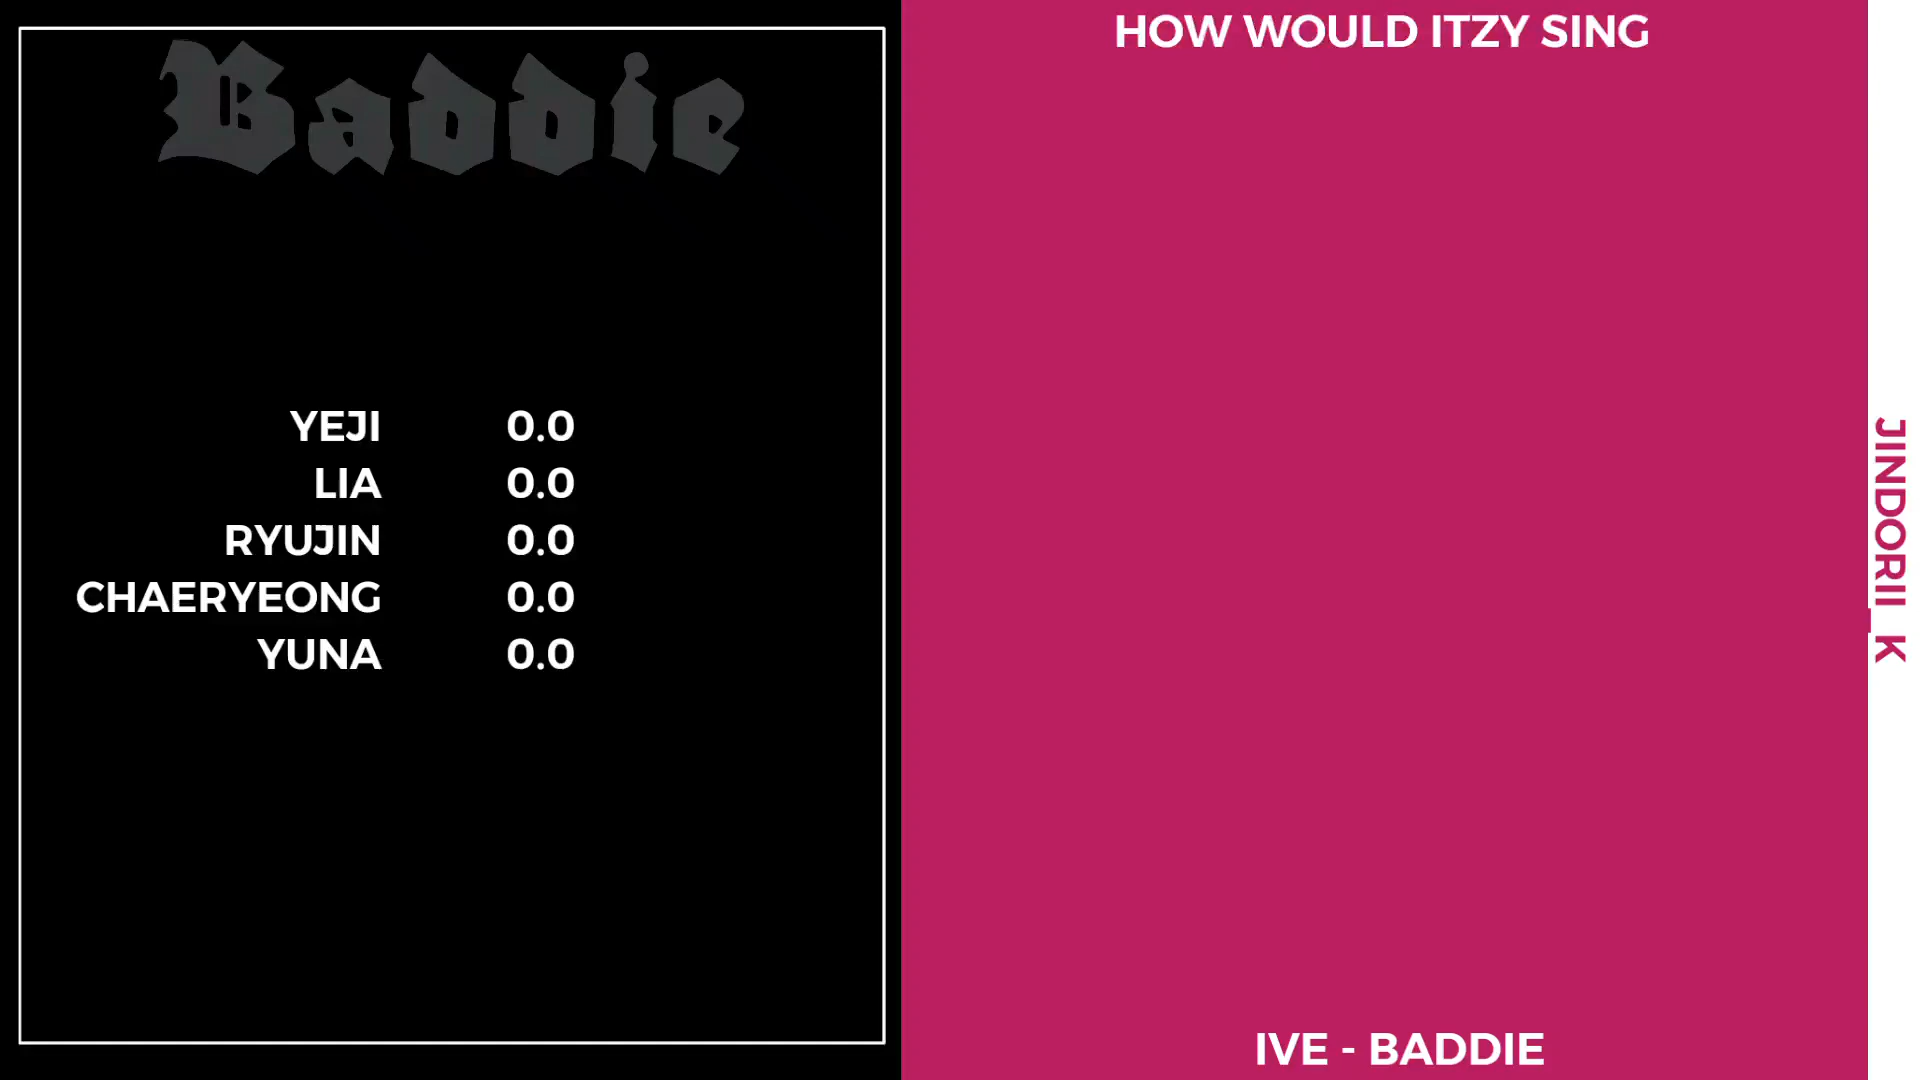 Baddie
YEJI 0.0
LIA 0.0
RYUJIN 0.0
CHAERYEONG 0.0
YUNA 0.0
HOW WOULD ITZY SING
IVE - BADDIE
JINDORII_K